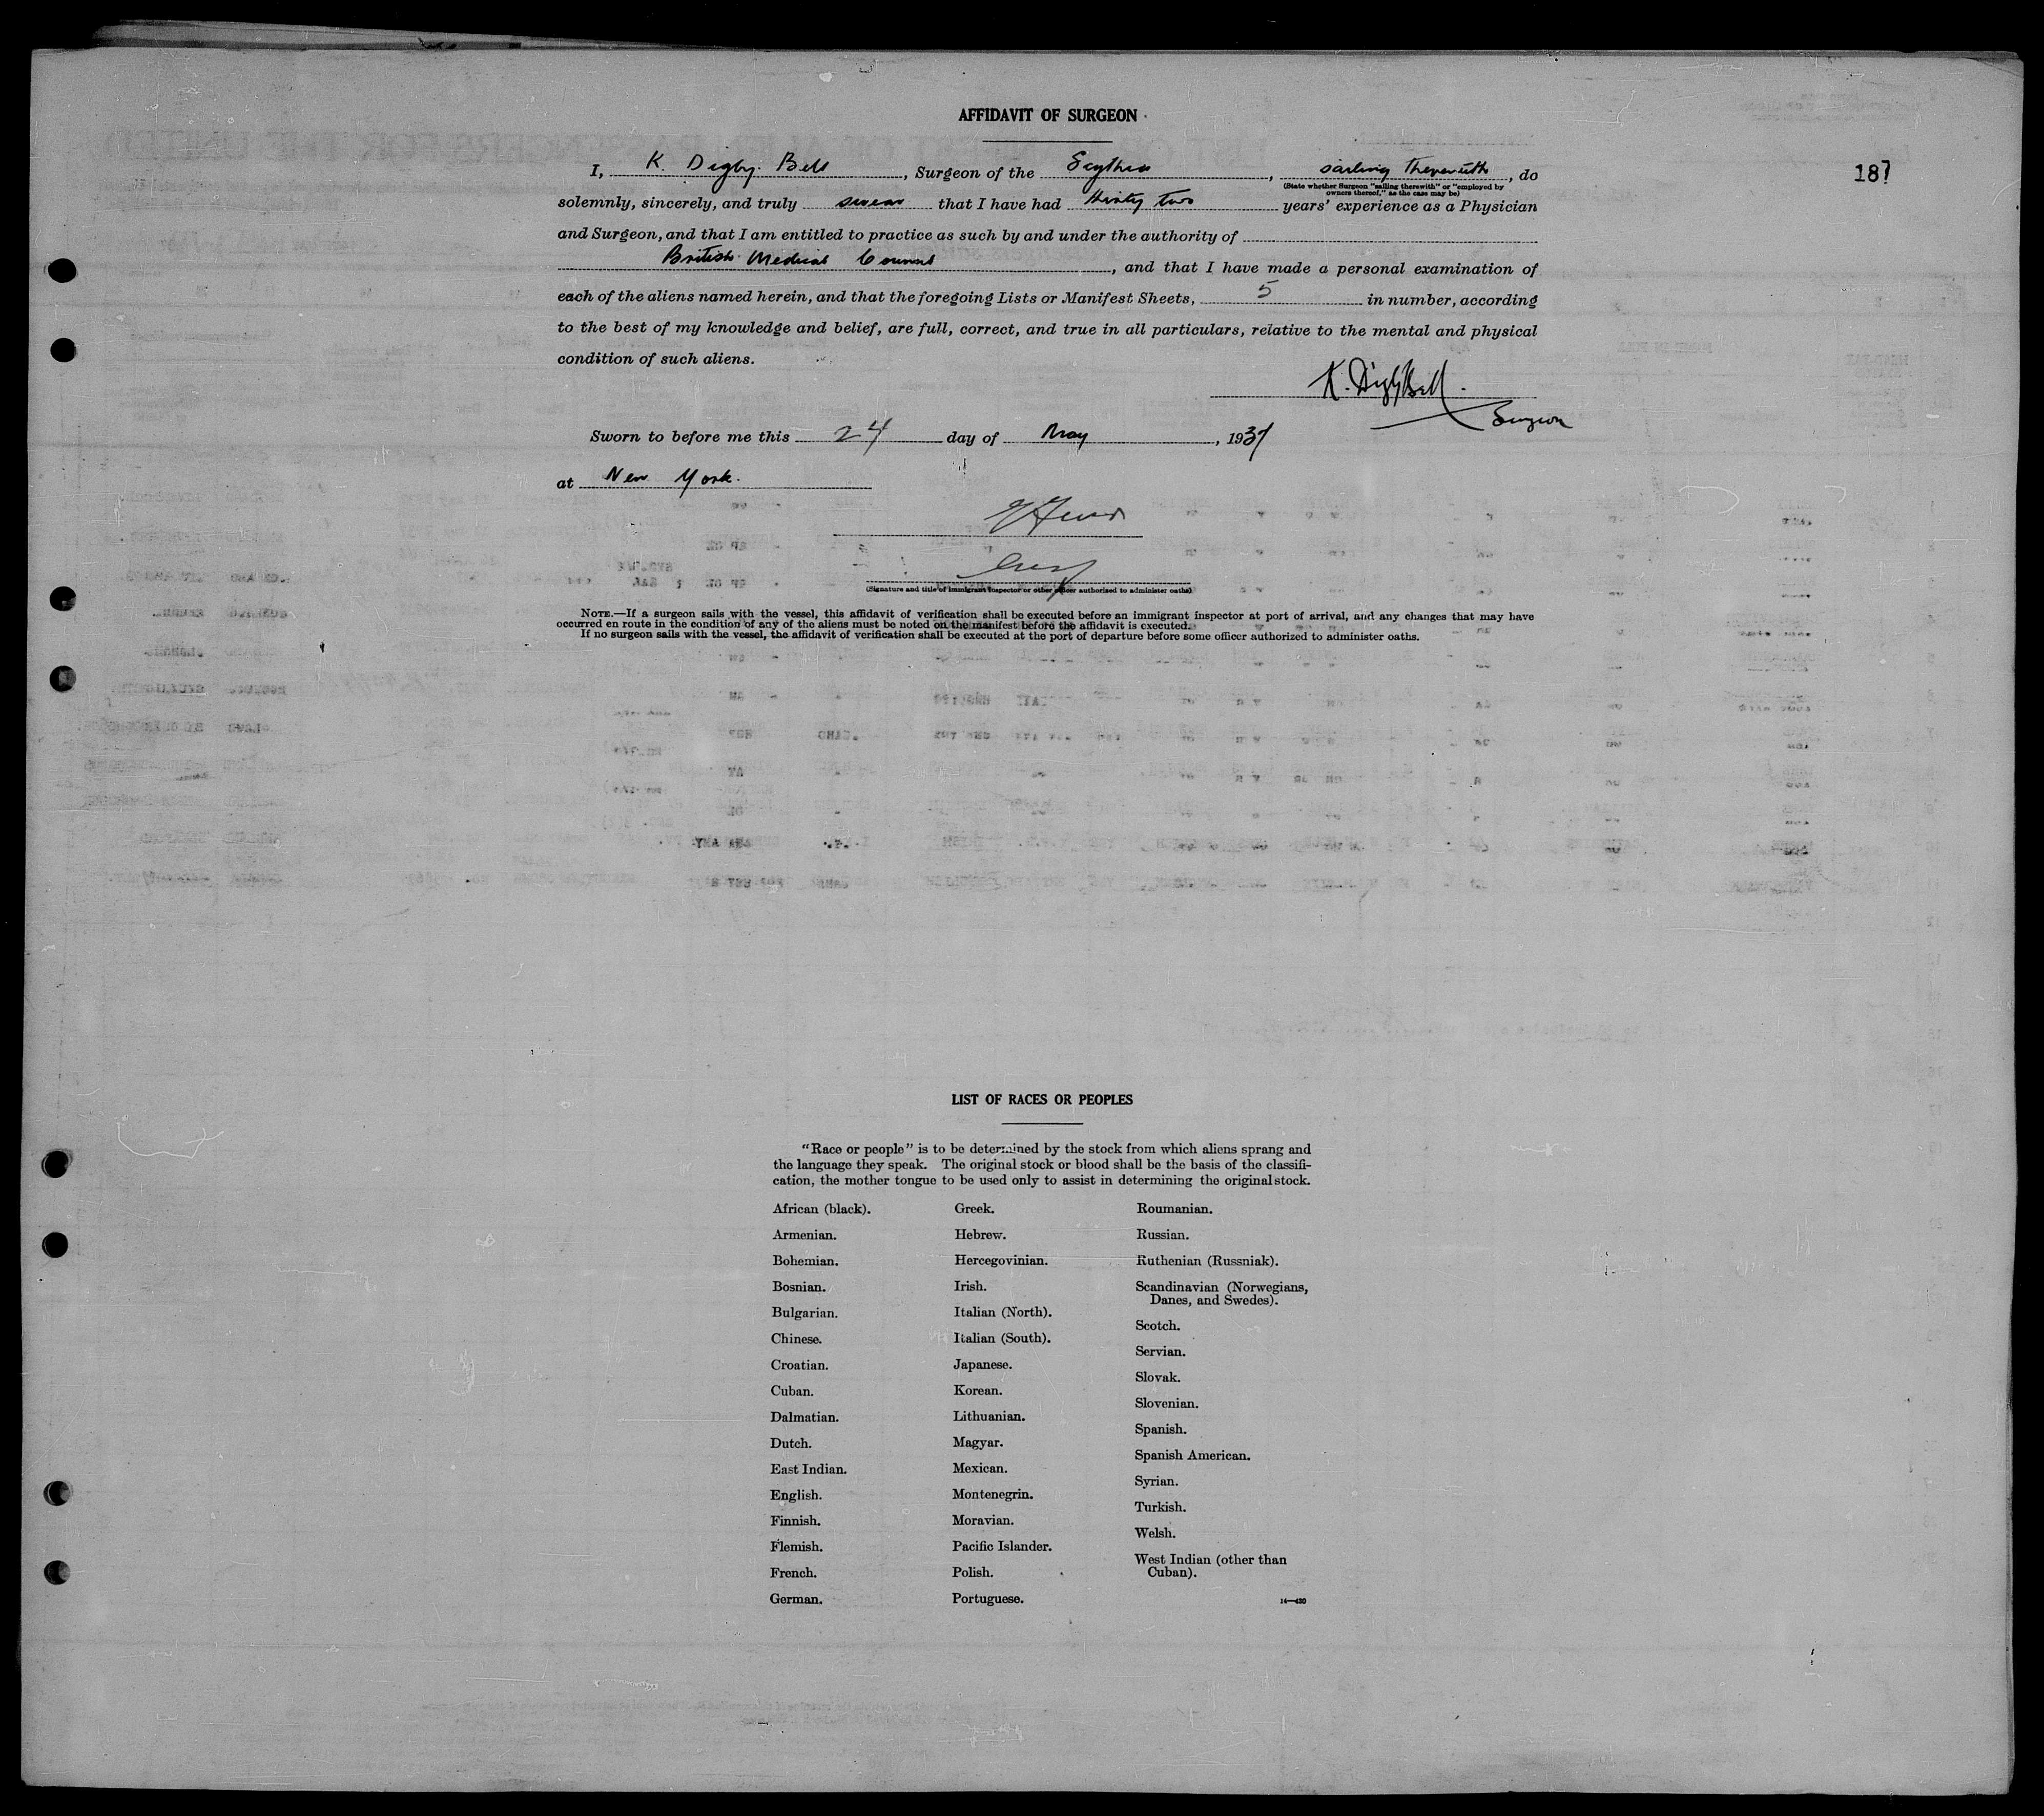 AFFIDAVIT OF SURGEON
187
I, K. Digby. Bell, Surgeon of the Scythia, sailing therewith, do
(State whether Surgeon "sailing therewith" or "employed by
owners thereof," as the case may be)
solemnly, sincerely, and truly swear that I have had thirty two years' experience as a Physician
and Surgeon, and that I am entitled to practice as such by and under the authority of
British Medical Council, and that I have made a personal examination of
each of the aliens named herein, and that the foregoing Lists or Manifest Sheets, 5 in number, according
to the best of my knowledge and belief, are full, correct, and true in all particulars, relative to the mental and physical
condition of such aliens.
K. Digby Bell.
Surgeon
Sworn to before me this 24 day of May, 1937
at New York.
(Signature and title of immigrant inspector or other officer authorized to administer oaths)
NOTE.—If a surgeon sails with the vessel, this affidavit of verification shall be executed before an immigrant inspector at port of arrival, and any changes that may have
occurred en route in the condition of any of the aliens must be noted on the manifest before the affidavit is executed.
If no surgeon sails with the vessel, the affidavit of verification shall be executed at the port of departure before some officer authorized to administer oaths.
LIST OF RACES OR PEOPLES
"Race or people" is to be determined by the stock from which aliens sprang and
the language they speak. The original stock or blood shall be the basis of the classifi-
cation, the mother tongue to be used only to assist in determining the original stock.
African (black).
Armenian.
Bohemian.
Bosnian.
Bulgarian.
Chinese.
Croatian.
Cuban.
Dalmatian.
Dutch.
East Indian.
English.
Finnish.
Flemish.
French.
German.
Greek.
Hebrew.
Hercegovinian.
Irish.
Italian (North).
Italian (South).
Japanese.
Korean.
Lithuanian.
Magyar.
Mexican.
Montenegrin.
Moravian.
Pacific Islander.
Polish.
Portuguese.
Roumanian.
Russian.
Ruthenian (Russniak).
Scandinavian (Norwegians,
Danes, and Swedes).
Scotch.
Servian.
Slovak.
Slovenian.
Spanish.
Spanish American.
Syrian.
Turkish.
Welsh.
West Indian (other than
Cuban).
14—430